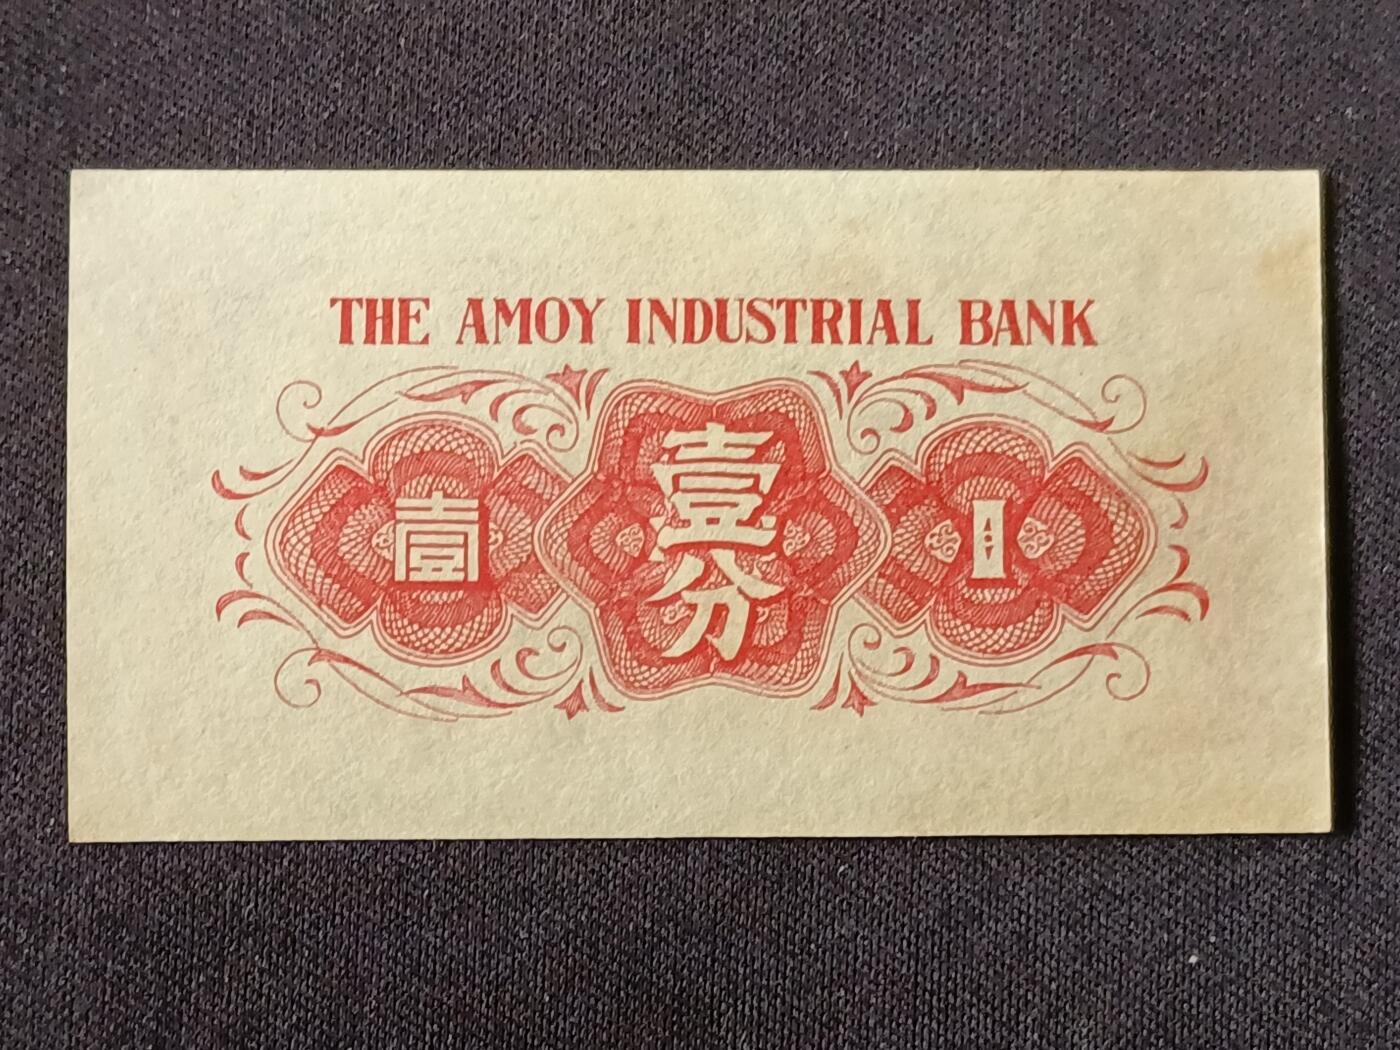 THE AMOY INDUSTRIAL BANK
壹
壹分
1